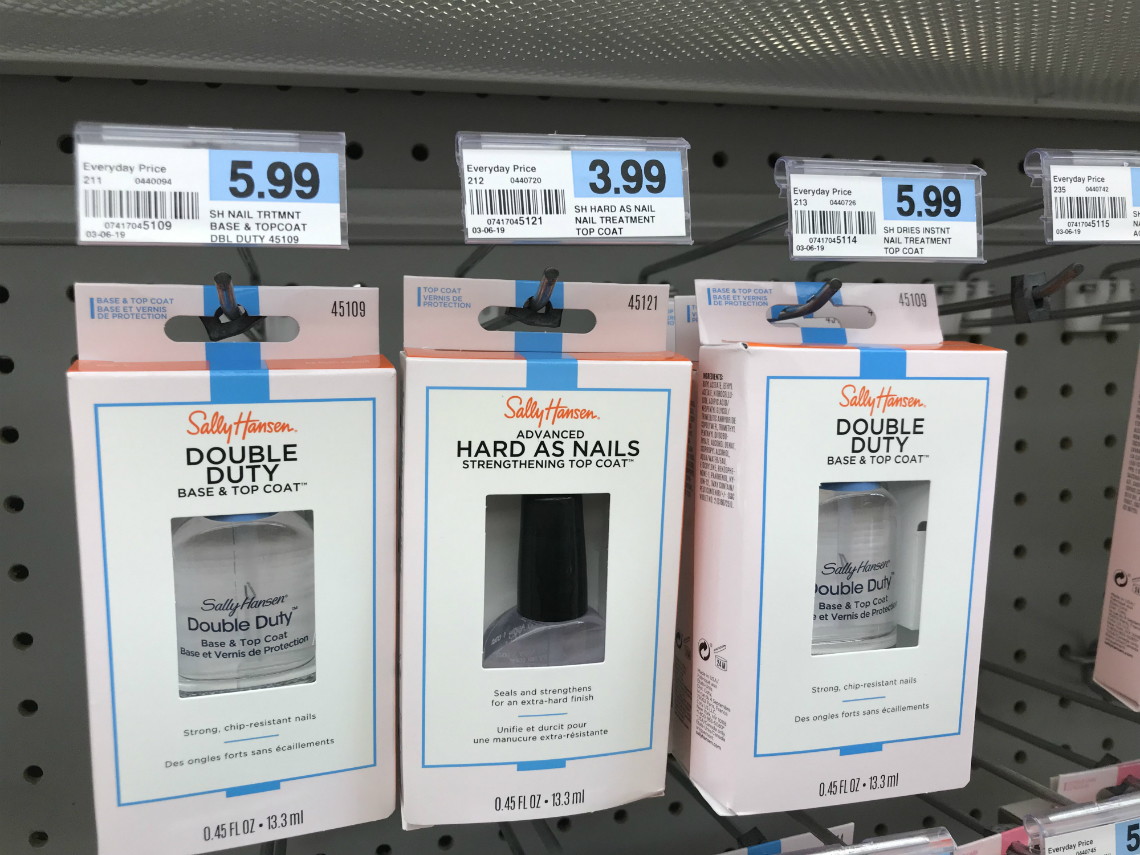 Everyday Price
211 0440094
5.99
07417045109
03-06-19
SH NAIL TRTMNT
BASE & TOPCOAT
DBL DUTY 45109
Everyday Price
212 0440720
3.99
07417045121
03-06-19
SH HARD AS NAIL
NAIL TREATMENT
TOP COAT
Everyday Price
213 0440726
5.99
07417045114
03-06-19
SH DRIES INSTNT
NAIL TREATMENT
TOP COAT
Everyday Price
235 0440742
07417045115
03-06-19
BASE & TOP COAT
BASE ET VERNIS
DE PROTECTION
45109
Sally Hansen.
DOUBLE
DUTY
BASE & TOP COAT™
Sally Hansen®
Double Duty™
Base & Top Coat
Base et Vernis de Protection
Strong, chip-resistant nails
Des ongles forts sans écaillements
0.45 FL OZ • 13.3 ml
TOP COAT
VERNIS DE
PROTECTION
45121
Sally Hansen.
ADVANCED
HARD AS NAILS
STRENGTHENING TOP COAT™
Seals and strengthens
for an extra-hard finish
Unifie et durcit pour
une manucure extra-résistante
0.45 FL OZ • 13.3 ml
BASE & TOP COAT
BASE ET VERNIS
DE PROTECTION
45109
Sally Hansen.
DOUBLE
DUTY
BASE & TOP COAT™
Sally Hansen®
Double Duty™
Base & Top Coat
et Vernis de Protection
Strong, chip-resistant nails
Des ongles forts sans écaillements
0.45 FL OZ • 13.3 ml
24M
Everyday Price
5